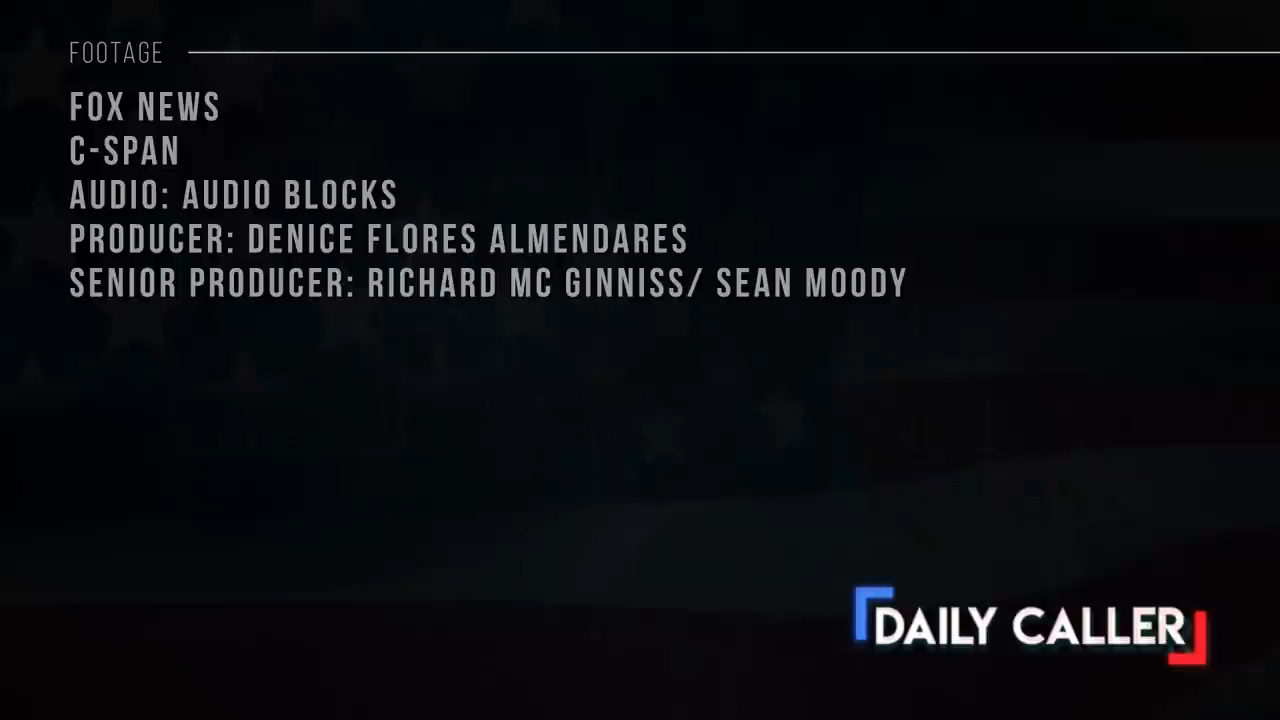 FOOTAGE
FOX NEWS
C-SPAN
AUDIO: AUDIO BLOCKS
PRODUCER: DENICE FLORES ALMENDARES
SENIOR PRODUCER: RICHARD MC GINNISS/ SEAN MOODY
DAILY CALLER